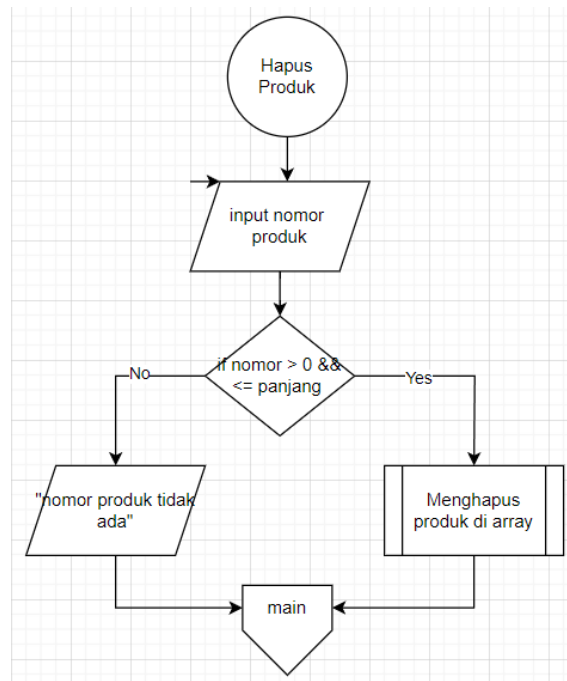 Hapus
Produk
input nomor
produk
if nomor > 0 &&
<= panjang
No
Yes
"nomor produk tidak
ada"
Menghapus
produk di array
main